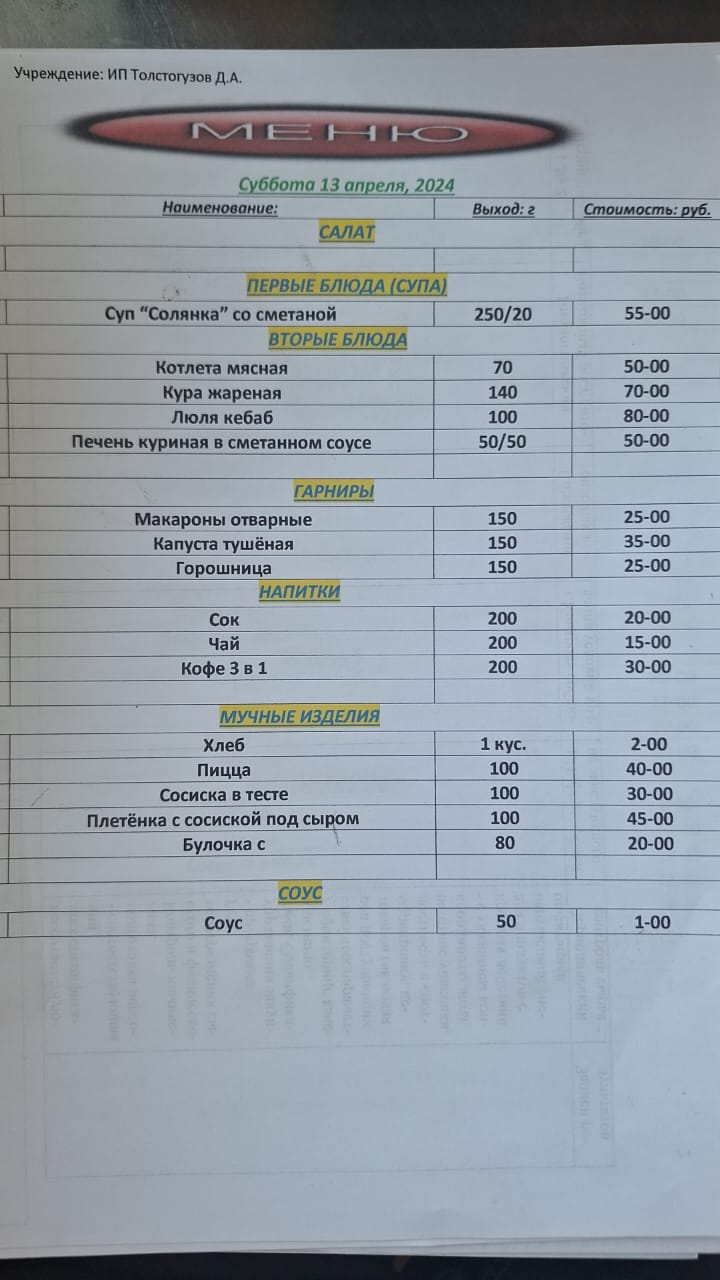 Учреждение: ИП Толстогузов Д.А.
МЕНЮ
Суббота 13 апреля, 2024
Наименование: Выход: г Стоимость: руб.
САЛАТ
ПЕРВЫЕ БЛЮДА (СУПА)
Суп “Солянка” со сметаной 250/20 55-00
ВТОРЫЕ БЛЮДА
Котлета мясная 70 50-00
Кура жареная 140 70-00
Люля кебаб 100 80-00
Печень куриная в сметанном соусе 50/50 50-00
ГАРНИРЫ
Макароны отварные 150 25-00
Капуста тушёная 150 35-00
Горошница 150 25-00
НАПИТКИ
Сок 200 20-00
Чай 200 15-00
Кофе 3 в 1 200 30-00
МУЧНЫЕ ИЗДЕЛИЯ
Хлеб 1 кус. 2-00
Пицца 100 40-00
Сосиска в тесте 100 30-00
Плетёнка с сосиской под сыром 100 45-00
Булочка с 80 20-00
СОУС
Соус 50 1-00